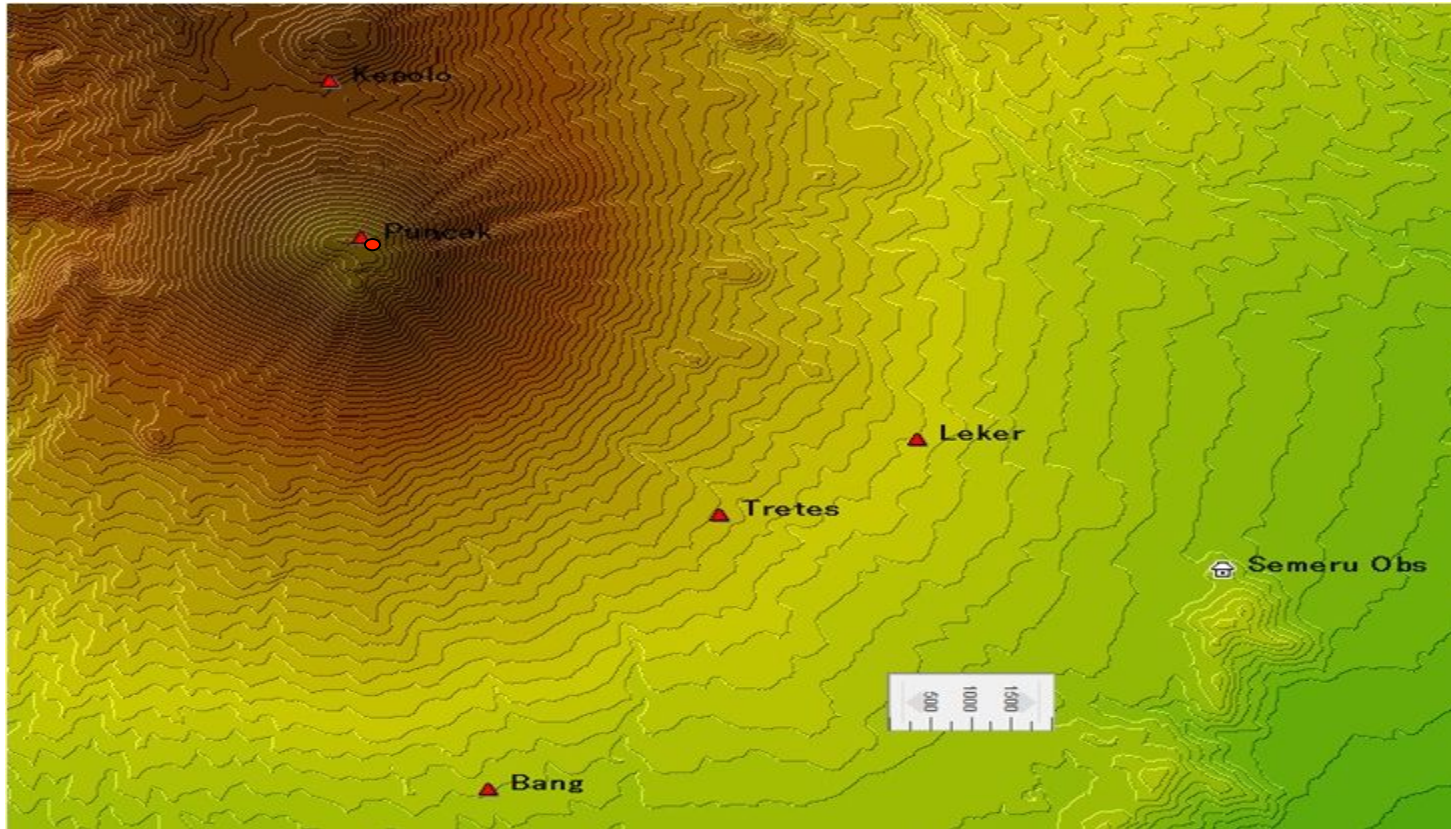 Kepolo
Puncak
Leker
Tretes
Semeru Obs
500 1000 1500
Bang